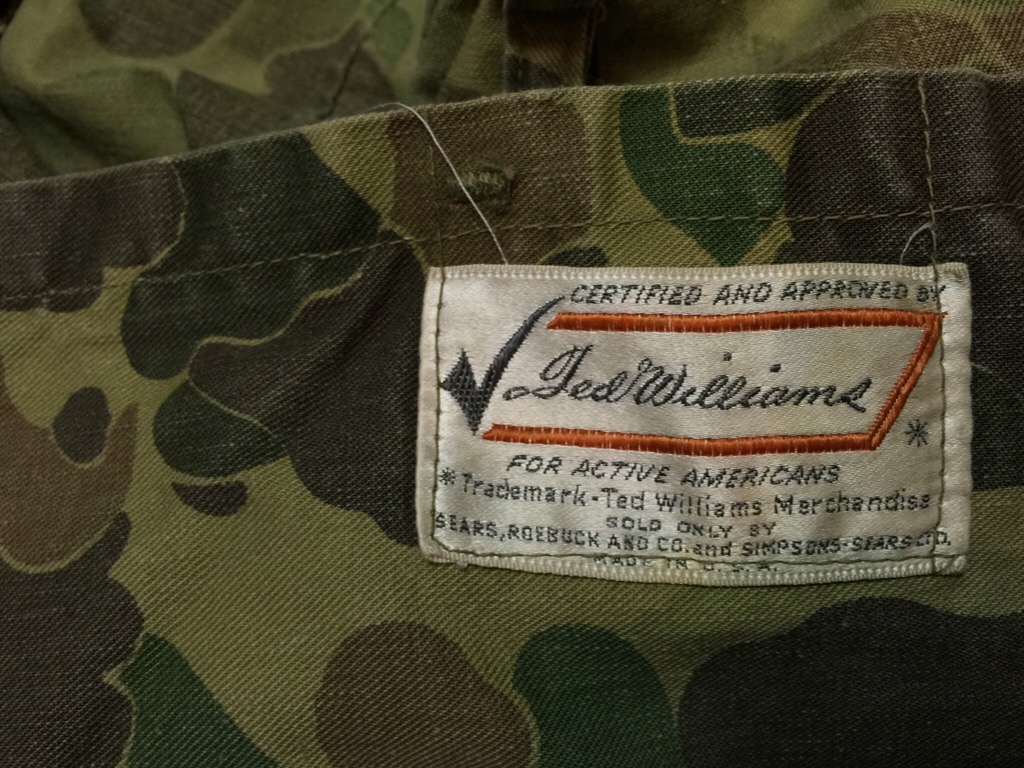 CERTIFIED AND APPROVED BY
Ted Williams
*
FOR ACTIVE AMERICANS
*Trademark-Ted Williams Merchandise
SOLD ONLY BY
SEARS, ROEBUCK AND CO. and SIMPSONS-SEARS LTD.
MADE IN U.S.A.